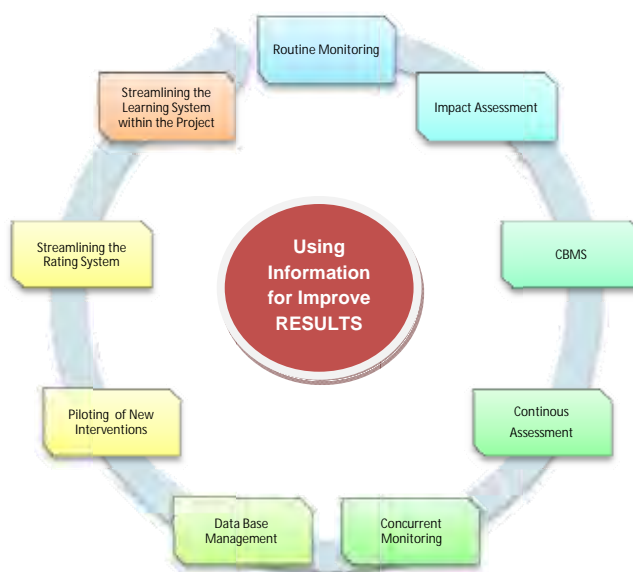 Routine Monitoring
Impact Assessment
CBMS
Continous
Assessment
Concurrent
Monitoring
Data Base
Management
Piloting of New
Interventions
Streamlining the
Rating System
Streamlining the
Learning System
within the Project
Using
Information
for Improve
RESULTS